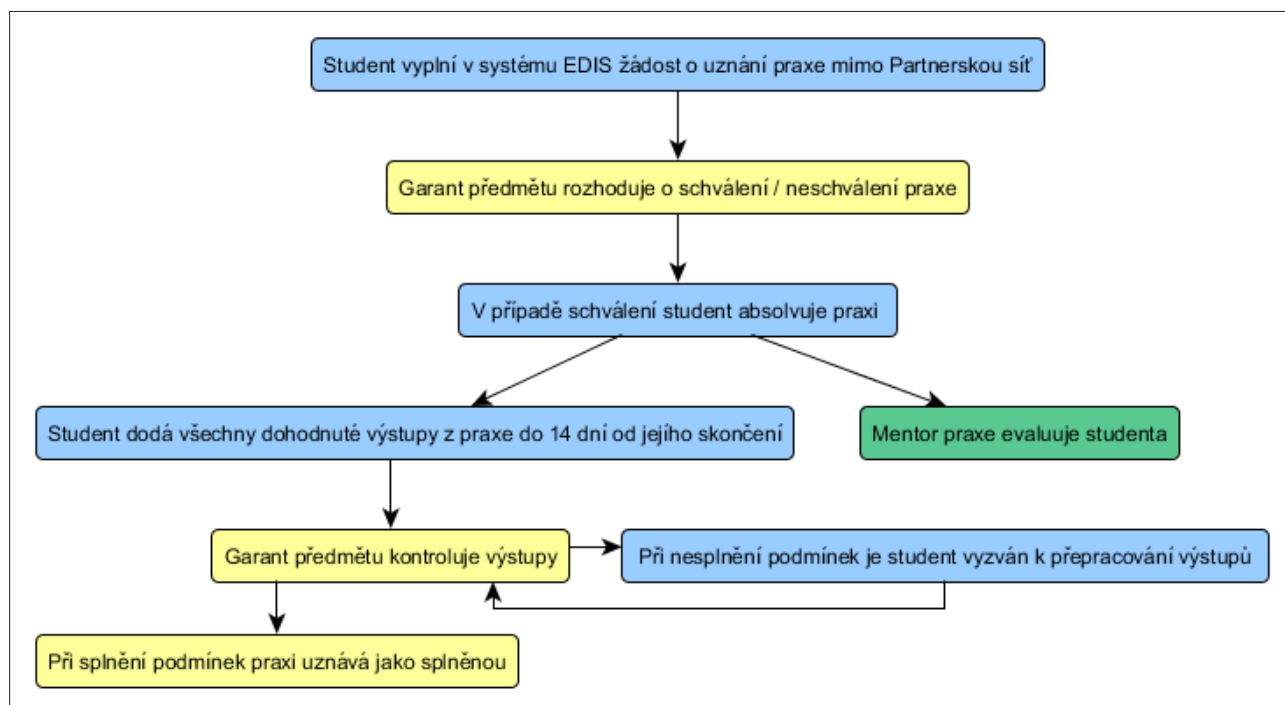 Student vyplní v systému EDIS žádost o uznání praxe mimo Partnerskou síť
Garant předmětu rozhoduje o schválení / neschválení praxe
V případě schválení student absolvuje praxi
Student dodá všechny dohodnuté výstupy z praxe do 14 dní od jejího skončení
Mentor praxe evaluuje studenta
Garant předmětu kontroluje výstupy
Při nesplnění podmínek je student vyzván k přepracování výstupů
Při splnění podmínek praxi uznává jako splněnou